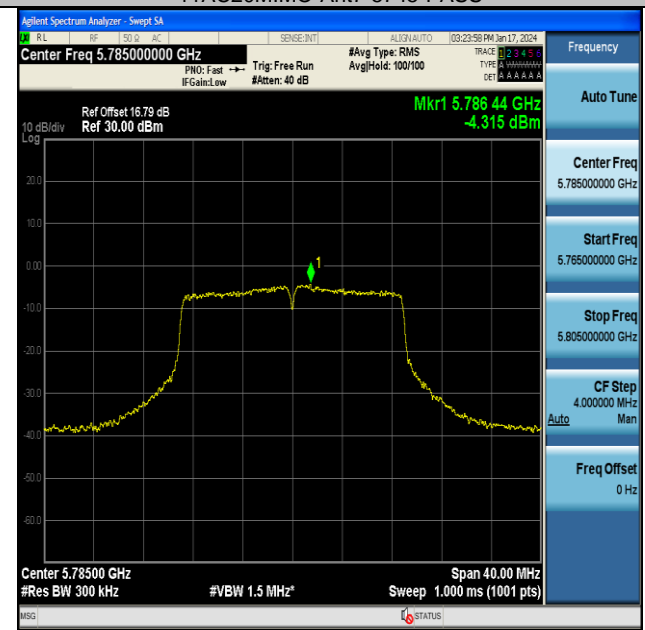 Agilent Spectrum Analyzer - Swept SA
RL RF 50 Ω AC SENSE:INT ALIGN AUTO 03:23:58 PM Jan 17, 2024
Center Freq 5.785000000 GHz
PNO: Fast Trig: Free Run #Avg Type: RMS TRACE 1 2 3 4 5 6
IFGain:Low #Atten: 40 dB Avg|Hold: 100/100 TYPE A
DET A A A A A A
Frequency
Auto Tune
Mkr1 5.786 44 GHz
-4.315 dBm
Ref Offset 16.79 dB
10 dB/div Ref 30.00 dBm
Log
20.0
10.0
0.00
-10.0
-20.0
-30.0
-40.0
-50.0
-60.0
1
Center Freq
5.785000000 GHz
Start Freq
5.765000000 GHz
Stop Freq
5.805000000 GHz
CF Step
4.000000 MHz
Auto Man
Freq Offset
0 Hz
Center 5.78500 GHz Span 40.00 MHz
#Res BW 300 kHz #VBW 1.5 MHz* Sweep 1.000 ms (1001 pts)
MSG STATUS